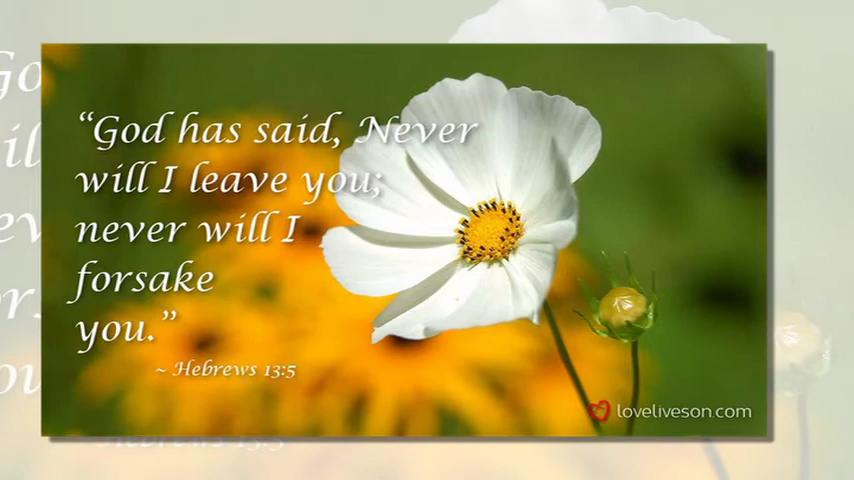 “God has said, Never
will I leave you;
never will I
forsake
you.”
~ Hebrews 13:5
loveliveson.com